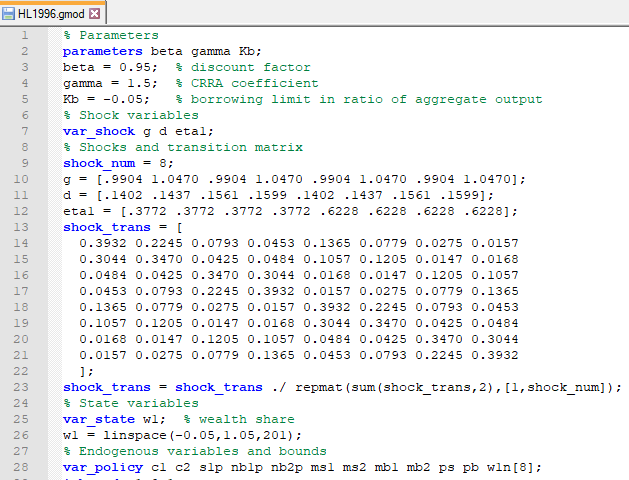 HL1996.gmod
1 % Parameters
2 parameters beta gamma Kb;
3 beta = 0.95;  % discount factor
4 gamma = 1.5;  % CRRA coefficient
5 Kb = -0.05;   % borrowing limit in ratio of aggregate output
6 % Shock variables
7 var_shock g d eta1;
8 % Shocks and transition matrix
9 shock_num = 8;
10 g = [.9904 1.0470 .9904 1.0470 .9904 1.0470 .9904 1.0470];
11 d = [.1402 .1437 .1561 .1599 .1402 .1437 .1561 .1599];
12 eta1 = [.3772 .3772 .3772 .3772 .6228 .6228 .6228 .6228];
13 shock_trans = [
14 0.3932 0.2245 0.0793 0.0453 0.1365 0.0779 0.0275 0.0157
15 0.3044 0.3470 0.0425 0.0484 0.1057 0.1205 0.0147 0.0168
16 0.0484 0.0425 0.3470 0.3044 0.0168 0.0147 0.1205 0.1057
17 0.0453 0.0793 0.2245 0.3932 0.0157 0.0275 0.0779 0.1365
18 0.1365 0.0779 0.0275 0.0157 0.3932 0.2245 0.0793 0.0453
19 0.1057 0.1205 0.0147 0.0168 0.3044 0.3470 0.0425 0.0484
20 0.0168 0.0147 0.1205 0.1057 0.0484 0.0425 0.3470 0.3044
21 0.0157 0.0275 0.0779 0.1365 0.0453 0.0793 0.2245 0.3932
22 ];
23 shock_trans = shock_trans ./ repmat(sum(shock_trans,2),[1,shock_num]);
24 % State variables
25 var_state w1;  % wealth share
26 w1 = linspace(-0.05,1.05,201);
27 % Endogenous variables and bounds
28 var_policy c1 c2 s1p nb1p nb2p ms1 ms2 mb1 mb2 ps pb w1n[8];